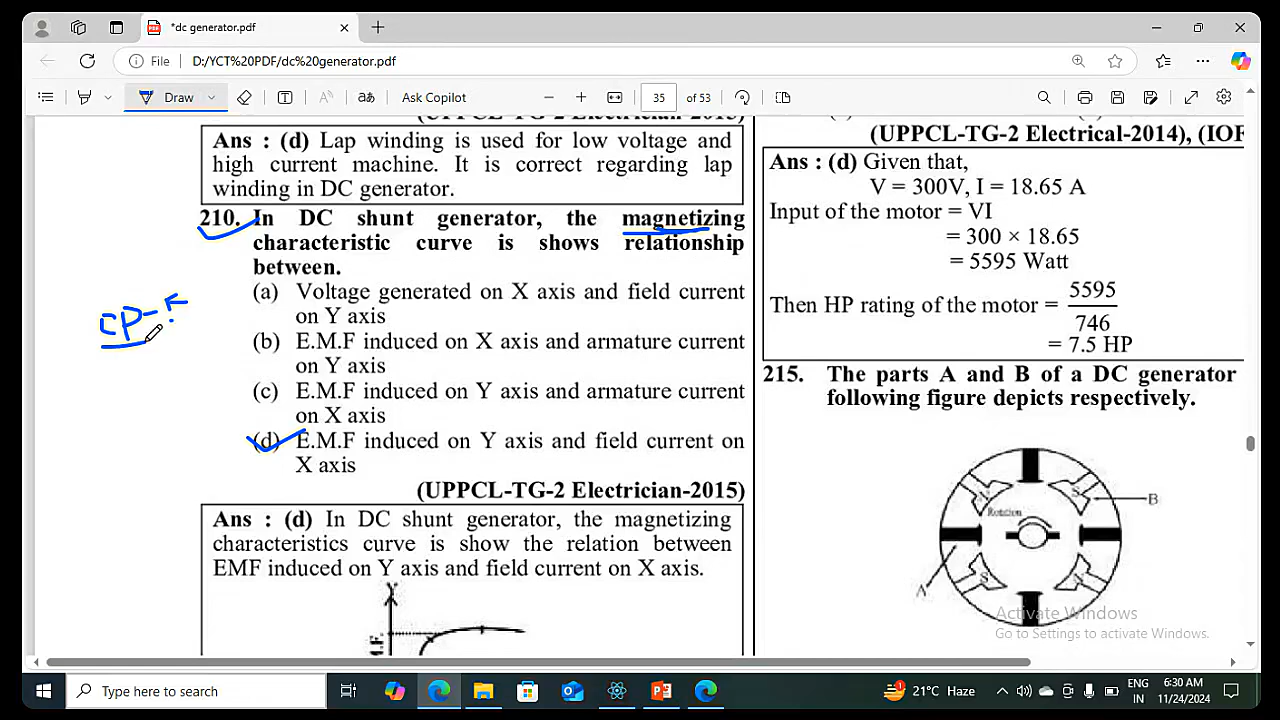 *dc generator.pdf
File
D:/YCT%20PDF/dc%20generator.pdf
Draw
Ask Copilot
35 of 53
(UPPCL-TG-2 Electrician-2015)
Ans : (d) Lap winding is used for low voltage and
high current machine. It is correct regarding lap
winding in DC generator.
210. In DC shunt generator, the magnetizing
characteristic curve is shows relationship
between.
(a) Voltage generated on X axis and field current
on Y axis
(b) E.M.F induced on X axis and armature current
on Y axis
(c) E.M.F induced on Y axis and armature current
on X axis
(d) E.M.F induced on Y axis and field current on
X axis
(UPPCL-TG-2 Electrician-2015)
Ans : (d) In DC shunt generator, the magnetizing
characteristics curve is show the relation between
EMF induced on Y axis and field current on X axis.
Y
CP-
(UPPCL-TG-2 Electrical-2014), (IOF
Ans : (d) Given that,
V = 300V, I = 18.65 A
Input of the motor = VI
= 300 × 18.65
= 5595 Watt
Then HP rating of the motor = 5595
746
= 7.5 HP
215. The parts A and B of a DC generator
following figure depicts respectively.
N
S
B
Rotation
A
S
N
Activate Windows
Go to Settings to activate Windows.
Type here to search
21°C Haze
ENG
IN
6:30 AM
11/24/2024